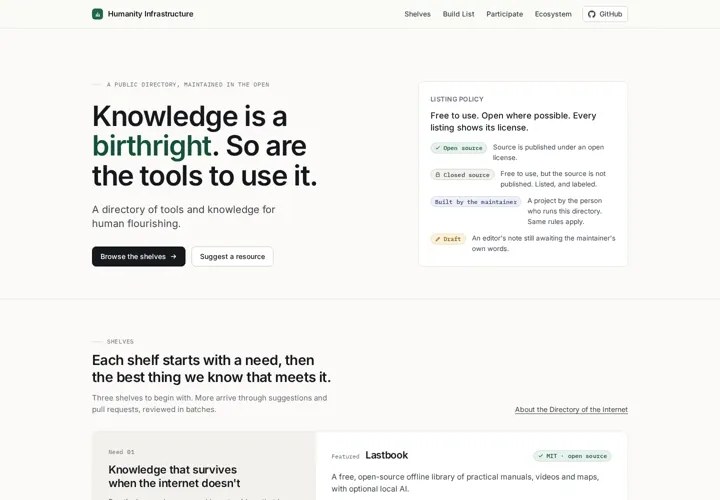 Humanity Infrastructure
Shelves
Build List
Participate
Ecosystem
GitHub
A PUBLIC DIRECTORY, MAINTAINED IN THE OPEN
Knowledge is a
birthright. So are
the tools to use it.
A directory of tools and knowledge for
human flourishing.
Browse the shelves →
Suggest a resource
LISTING POLICY
Free to use. Open where possible. Every
listing shows its license.
✓ Open source
Source is published under an open
license.
Closed source
Free to use, but the source is not
published. Listed, and labeled.
Built by the maintainer
A project by the person
who runs this directory.
Same rules apply.
Draft
An editor's note still awaiting the maintainer's
own words.
SHELVES
Each shelf starts with a need, then
the best thing we know that meets it.
Three shelves to begin with. More arrive through suggestions and
pull requests, reviewed in batches.
About the Directory of the Internet
Need 01
Knowledge that survives
when the internet doesn't
Featured Lastbook
✓ MIT · open source
A free, open-source offline library of practical manuals, videos and maps,
with optional local AI.